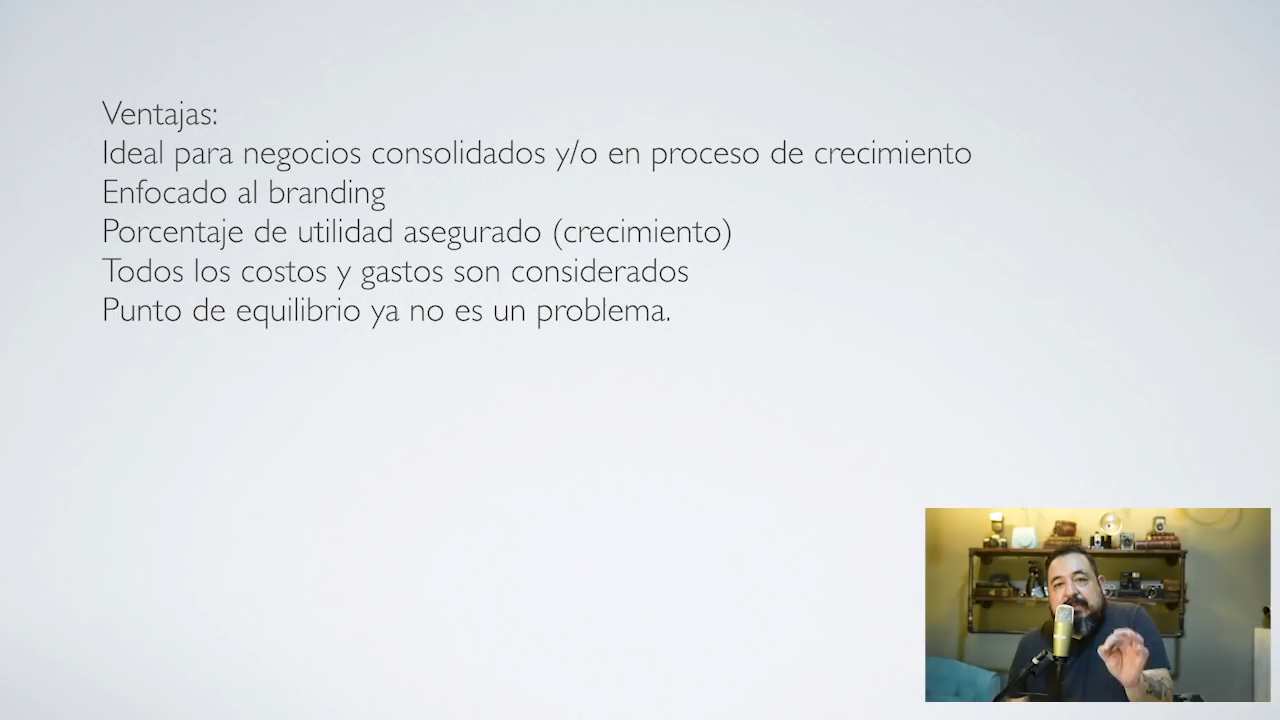 Ventajas:
Ideal para negocios consolidados y/o en proceso de crecimiento
Enfocado al branding
Porcentaje de utilidad asegurado (crecimiento)
Todos los costos y gastos son considerados
Punto de equilibrio ya no es un problema.